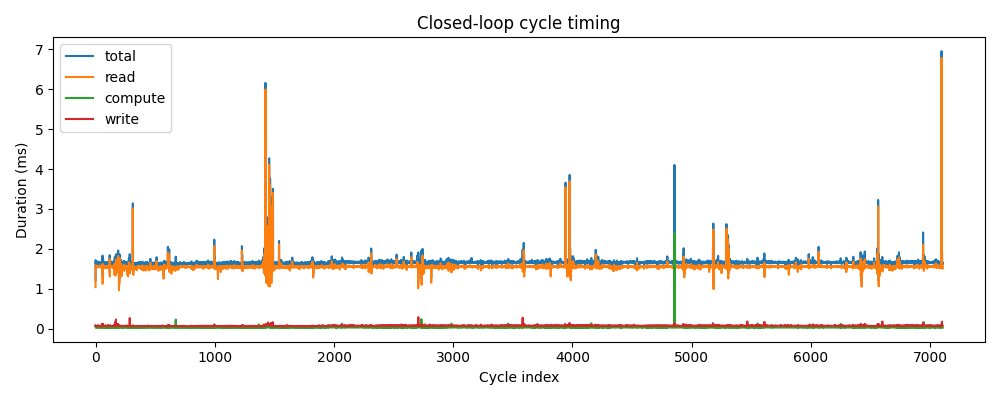 Closed-loop cycle timing
total
read
compute
write
Duration (ms)
7
6
5
4
3
2
1
0
0 1000 2000 3000 4000 5000 6000 7000
Cycle index